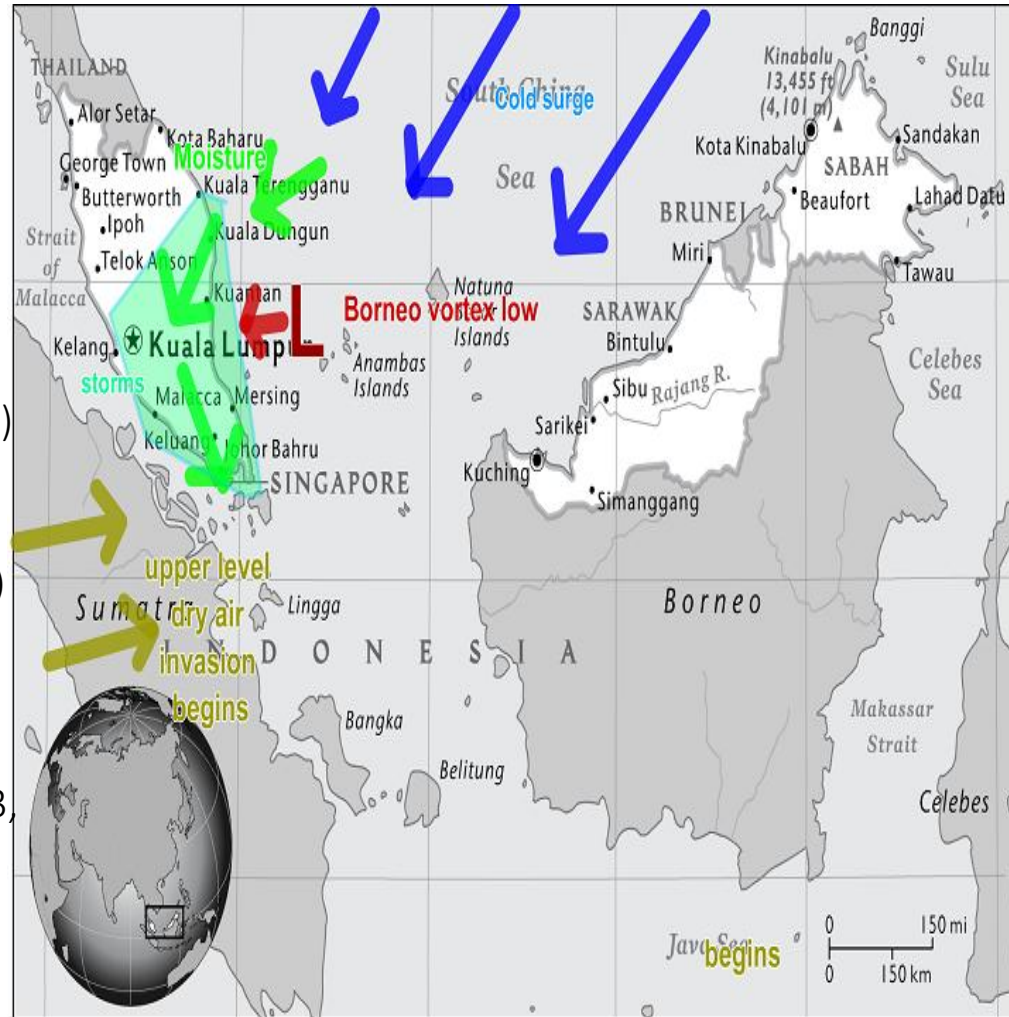 Banggi
THAILAND
Kinabalu
13,455 ft
(4,101 m)
Sulu
Sea
South China
Cold surge
Sea
Alor Setar
Kota Baharu
Kota Kinabalu
Sandakan
Moisture
George Town
SABAH
Butterworth
Kuala Terengganu
Beaufort
Lahad Datu
BRUNEI
Ipoh
Kuala Dungun
Strait
of
Malacca
Telok Anson
Miri
Tawau
Kuantan
Natuna
Islands
L
Borneo vortex low
SARAWAK
Bintulu
Kelang
Kuala Lumpur
Anambas
Islands
Celebes
Sea
storms
Malacca
Mersing
Sibu
Rajang R.
)
Sarikei
Keluang
Johor Bahru
Kuching
SINGAPORE
Simanggang
upper level
dry air
invasion
begins
)
Sumatra
Lingga
Borneo
INDONESIA
Bangka
Makassar
Strait
Belitung
3,
Celebes
Java Sea
begins
0 150 mi
0 150 km